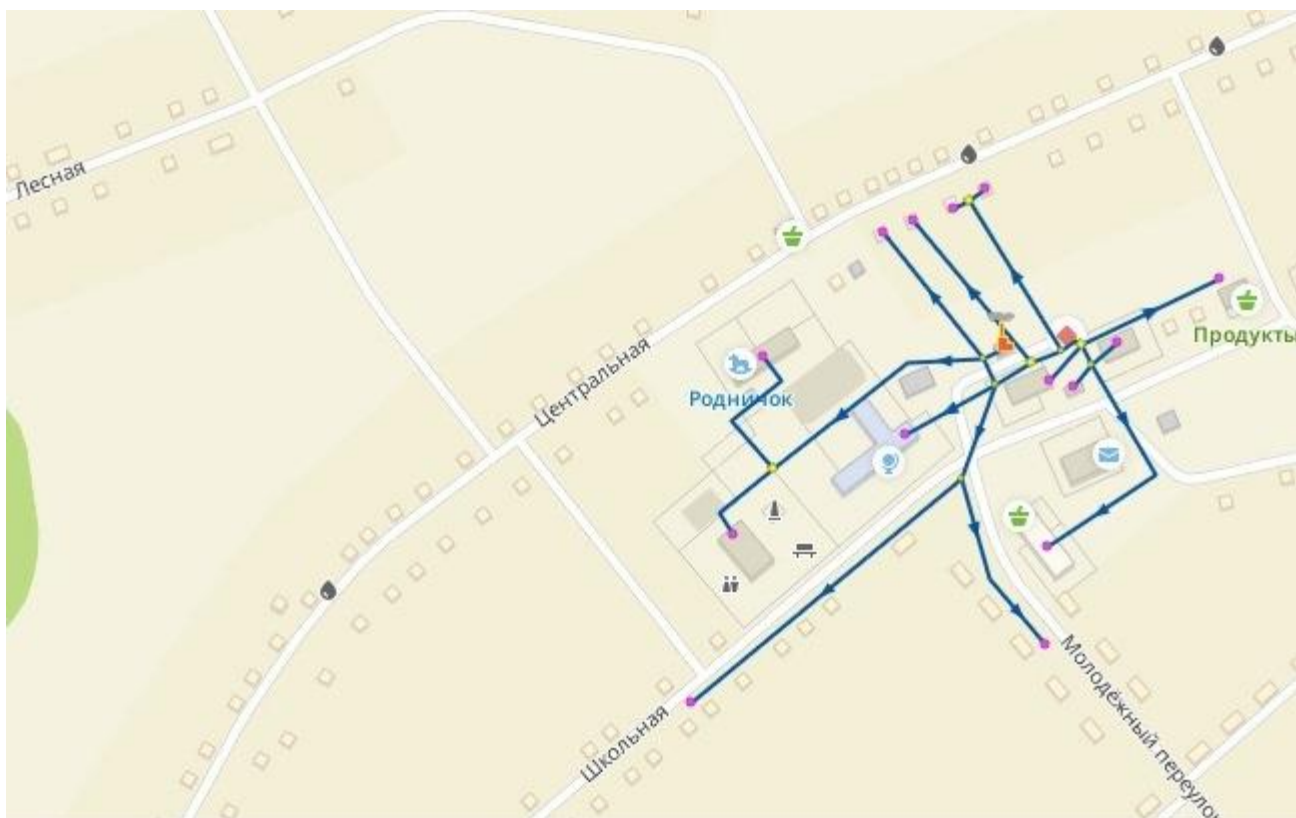 Лесная
Продукты
Центральная
Родничок
Школьная
Молодёжный переулок